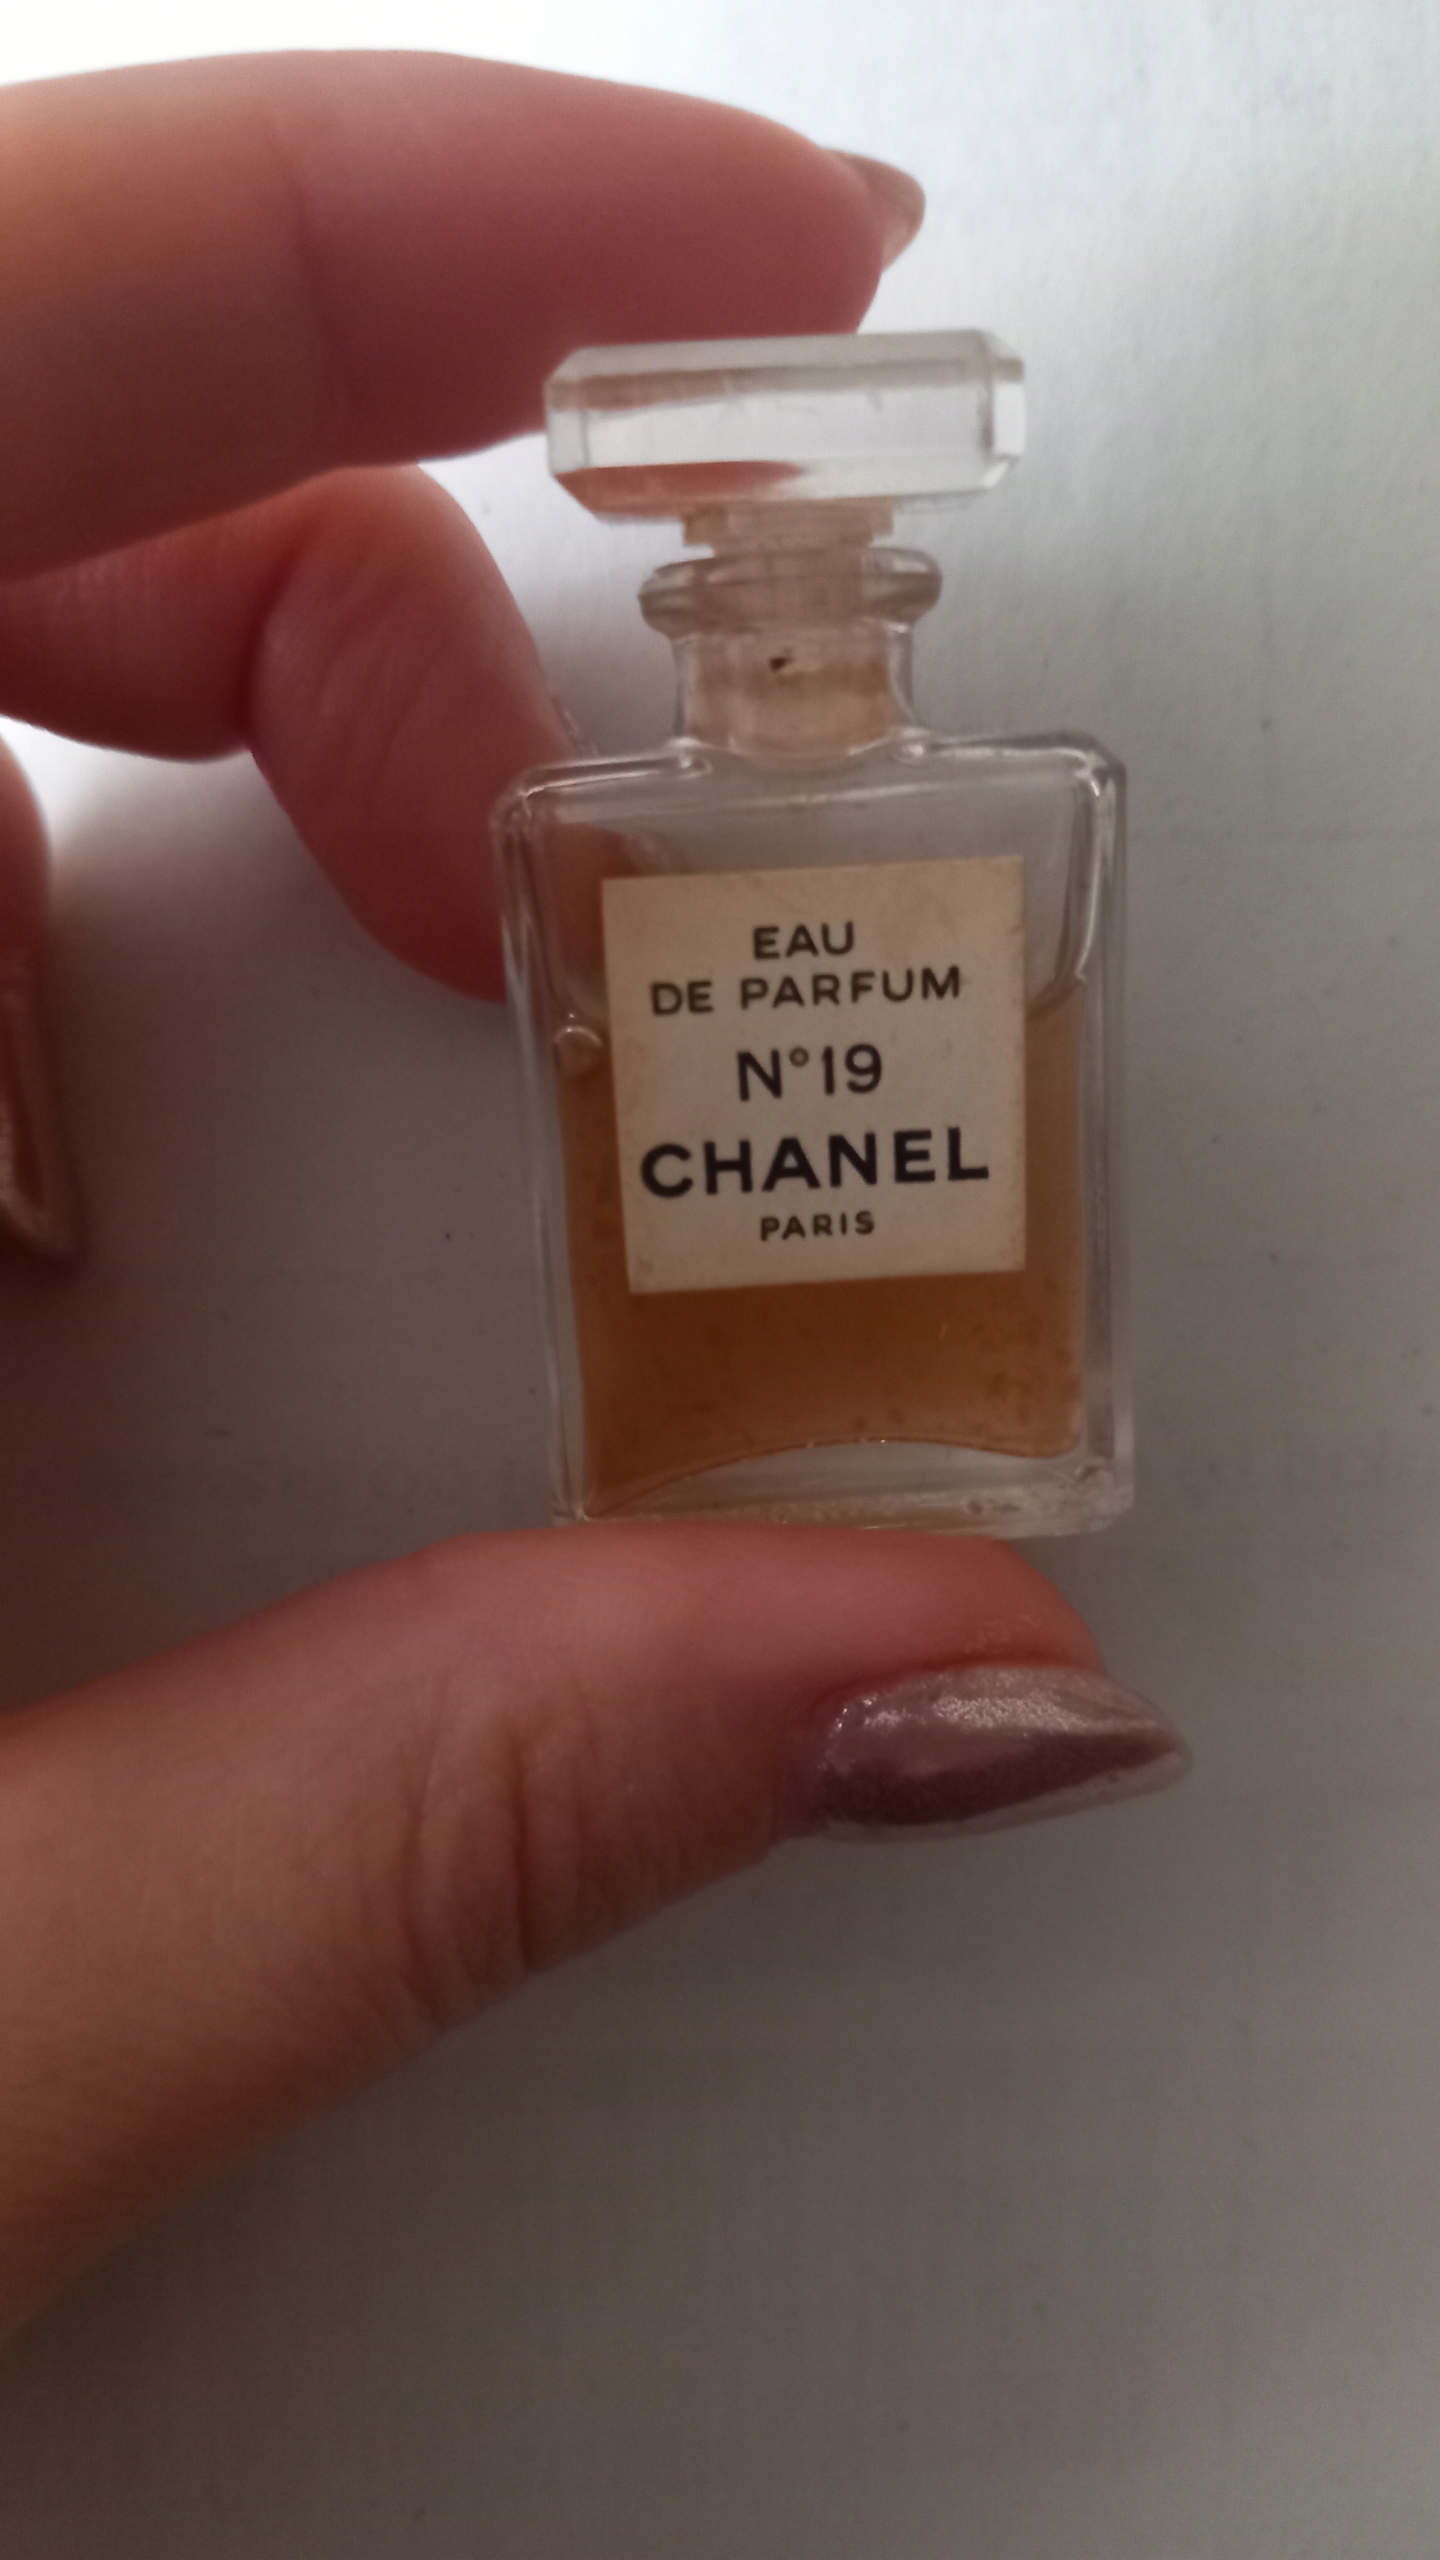 EAU
DE PARFUM
N°19
CHANEL
PARIS